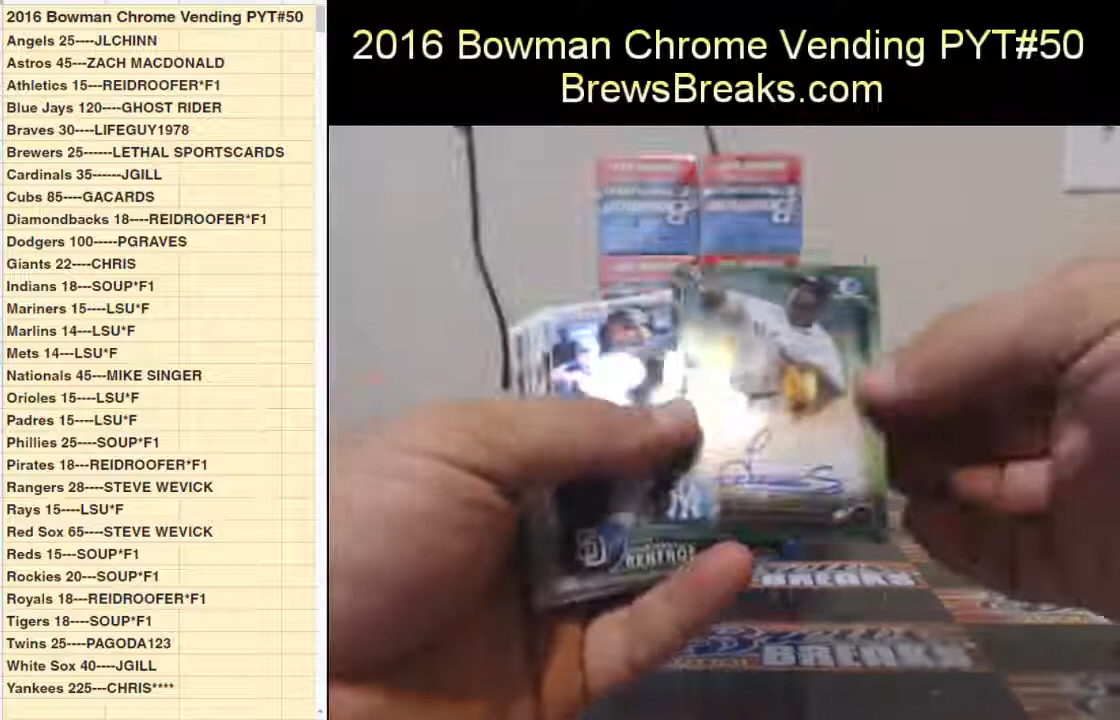 2016 Bowman Chrome Vending PYT#50
Angels 25----JLCHINN
Astros 45---ZACH MACDONALD
Athletics 15---REIDROOFER*F1
Blue Jays 120----GHOST RIDER
Braves 30----LIFEGUY1978
Brewers 25------LETHAL SPORTSCARDS
Cardinals 35-----JGILL
Cubs 85----GACARDS
Diamondbacks 18----REIDROOFER*F1
Dodgers 100-----PGRAVES
Giants 22----CHRIS
Indians 18---SOUP*F1
Mariners 15----LSU*F
Marlins 14---LSU*F
Mets 14---LSU*F
Nationals 45---MIKE SINGER
Orioles 15----LSU*F
Padres 15----LSU*F
Phillies 25----SOUP*F1
Pirates 18---REIDROOFER*F1
Rangers 28----STEVE WEVICK
Rays 15----LSU*F
Red Sox 65----STEVE WEVICK
Reds 15---SOUP*F1
Rockies 20---SOUP*F1
Royals 18----REIDROOFER*F1
Tigers 18----SOUP*F1
Twins 25----PAGODA123
White Sox 40----JGILL
Yankees 225---CHRIS****
2016 Bowman Chrome Vending PYT#50
BrewsBreaks.com
RENFROE
BREAKS
BREAKS